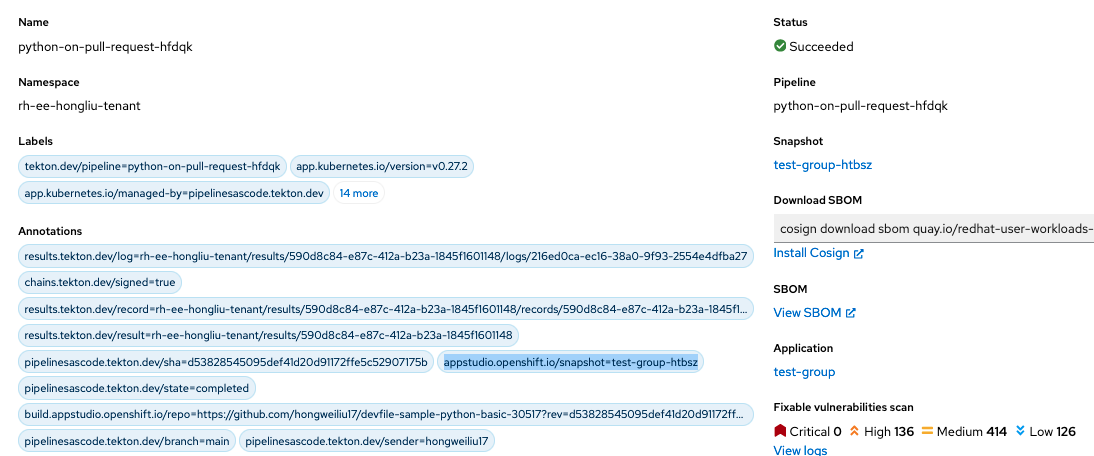 Name
python-on-pull-request-hfdqk
Namespace
rh-ee-hongliu-tenant
Labels
tekton.dev/pipeline=python-on-pull-request-hfdqk app.kubernetes.io/version=v0.27.2
app.kubernetes.io/managed-by=pipelinesascode.tekton.dev 14 more
Annotations
results.tekton.dev/log=rh-ee-hongliu-tenant/results/590d8c84-e87c-412a-b23a-1845f1601148/logs/216ed0ca-ec16-38a0-9f93-2554e4dfba27
chains.tekton.dev/signed=true
results.tekton.dev/record=rh-ee-hongliu-tenant/results/590d8c84-e87c-412a-b23a-1845f1601148/records/590d8c84-e87c-412a-b23a-1845f1...
results.tekton.dev/result=rh-ee-hongliu-tenant/results/590d8c84-e87c-412a-b23a-1845f1601148
pipelinesascode.tekton.dev/sha=d53828545095def41d20d91172ffe5c52907175b appstudio.openshift.io/snapshot=test-group-htbsz
pipelinesascode.tekton.dev/state=completed
build.appstudio.openshift.io/repo=https://github.com/hongweiliu17/devfile-sample-python-basic-30517?rev=d53828545095def41d20d91172ff...
pipelinesascode.tekton.dev/branch=main pipelinesascode.tekton.dev/sender=hongweiliu17
Status
Succeeded
Pipeline
python-on-pull-request-hfdqk
Snapshot
test-group-htbsz
Download SBOM
cosign download sbom quay.io/redhat-user-workloads-
Install Cosign
SBOM
View SBOM
Application
test-group
Fixable vulnerabilities scan
Critical 0 High 136 Medium 414 Low 126
View logs